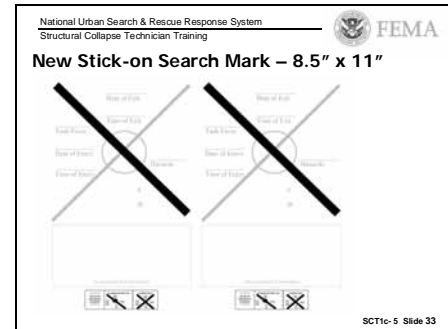 National Urban Search & Rescue Response System
Structural Collapse Technician Training
FEMA
New Stick-on Search Mark – 8.5" x 11"
Date of Exit
Date of Exit
Time of Exit
Time of Exit
Task Force
Task Force
Date of Entry
Hazards
Date of Entry
Hazards
Time of Entry
Time of Entry
SCT1c- 5 Slide 33